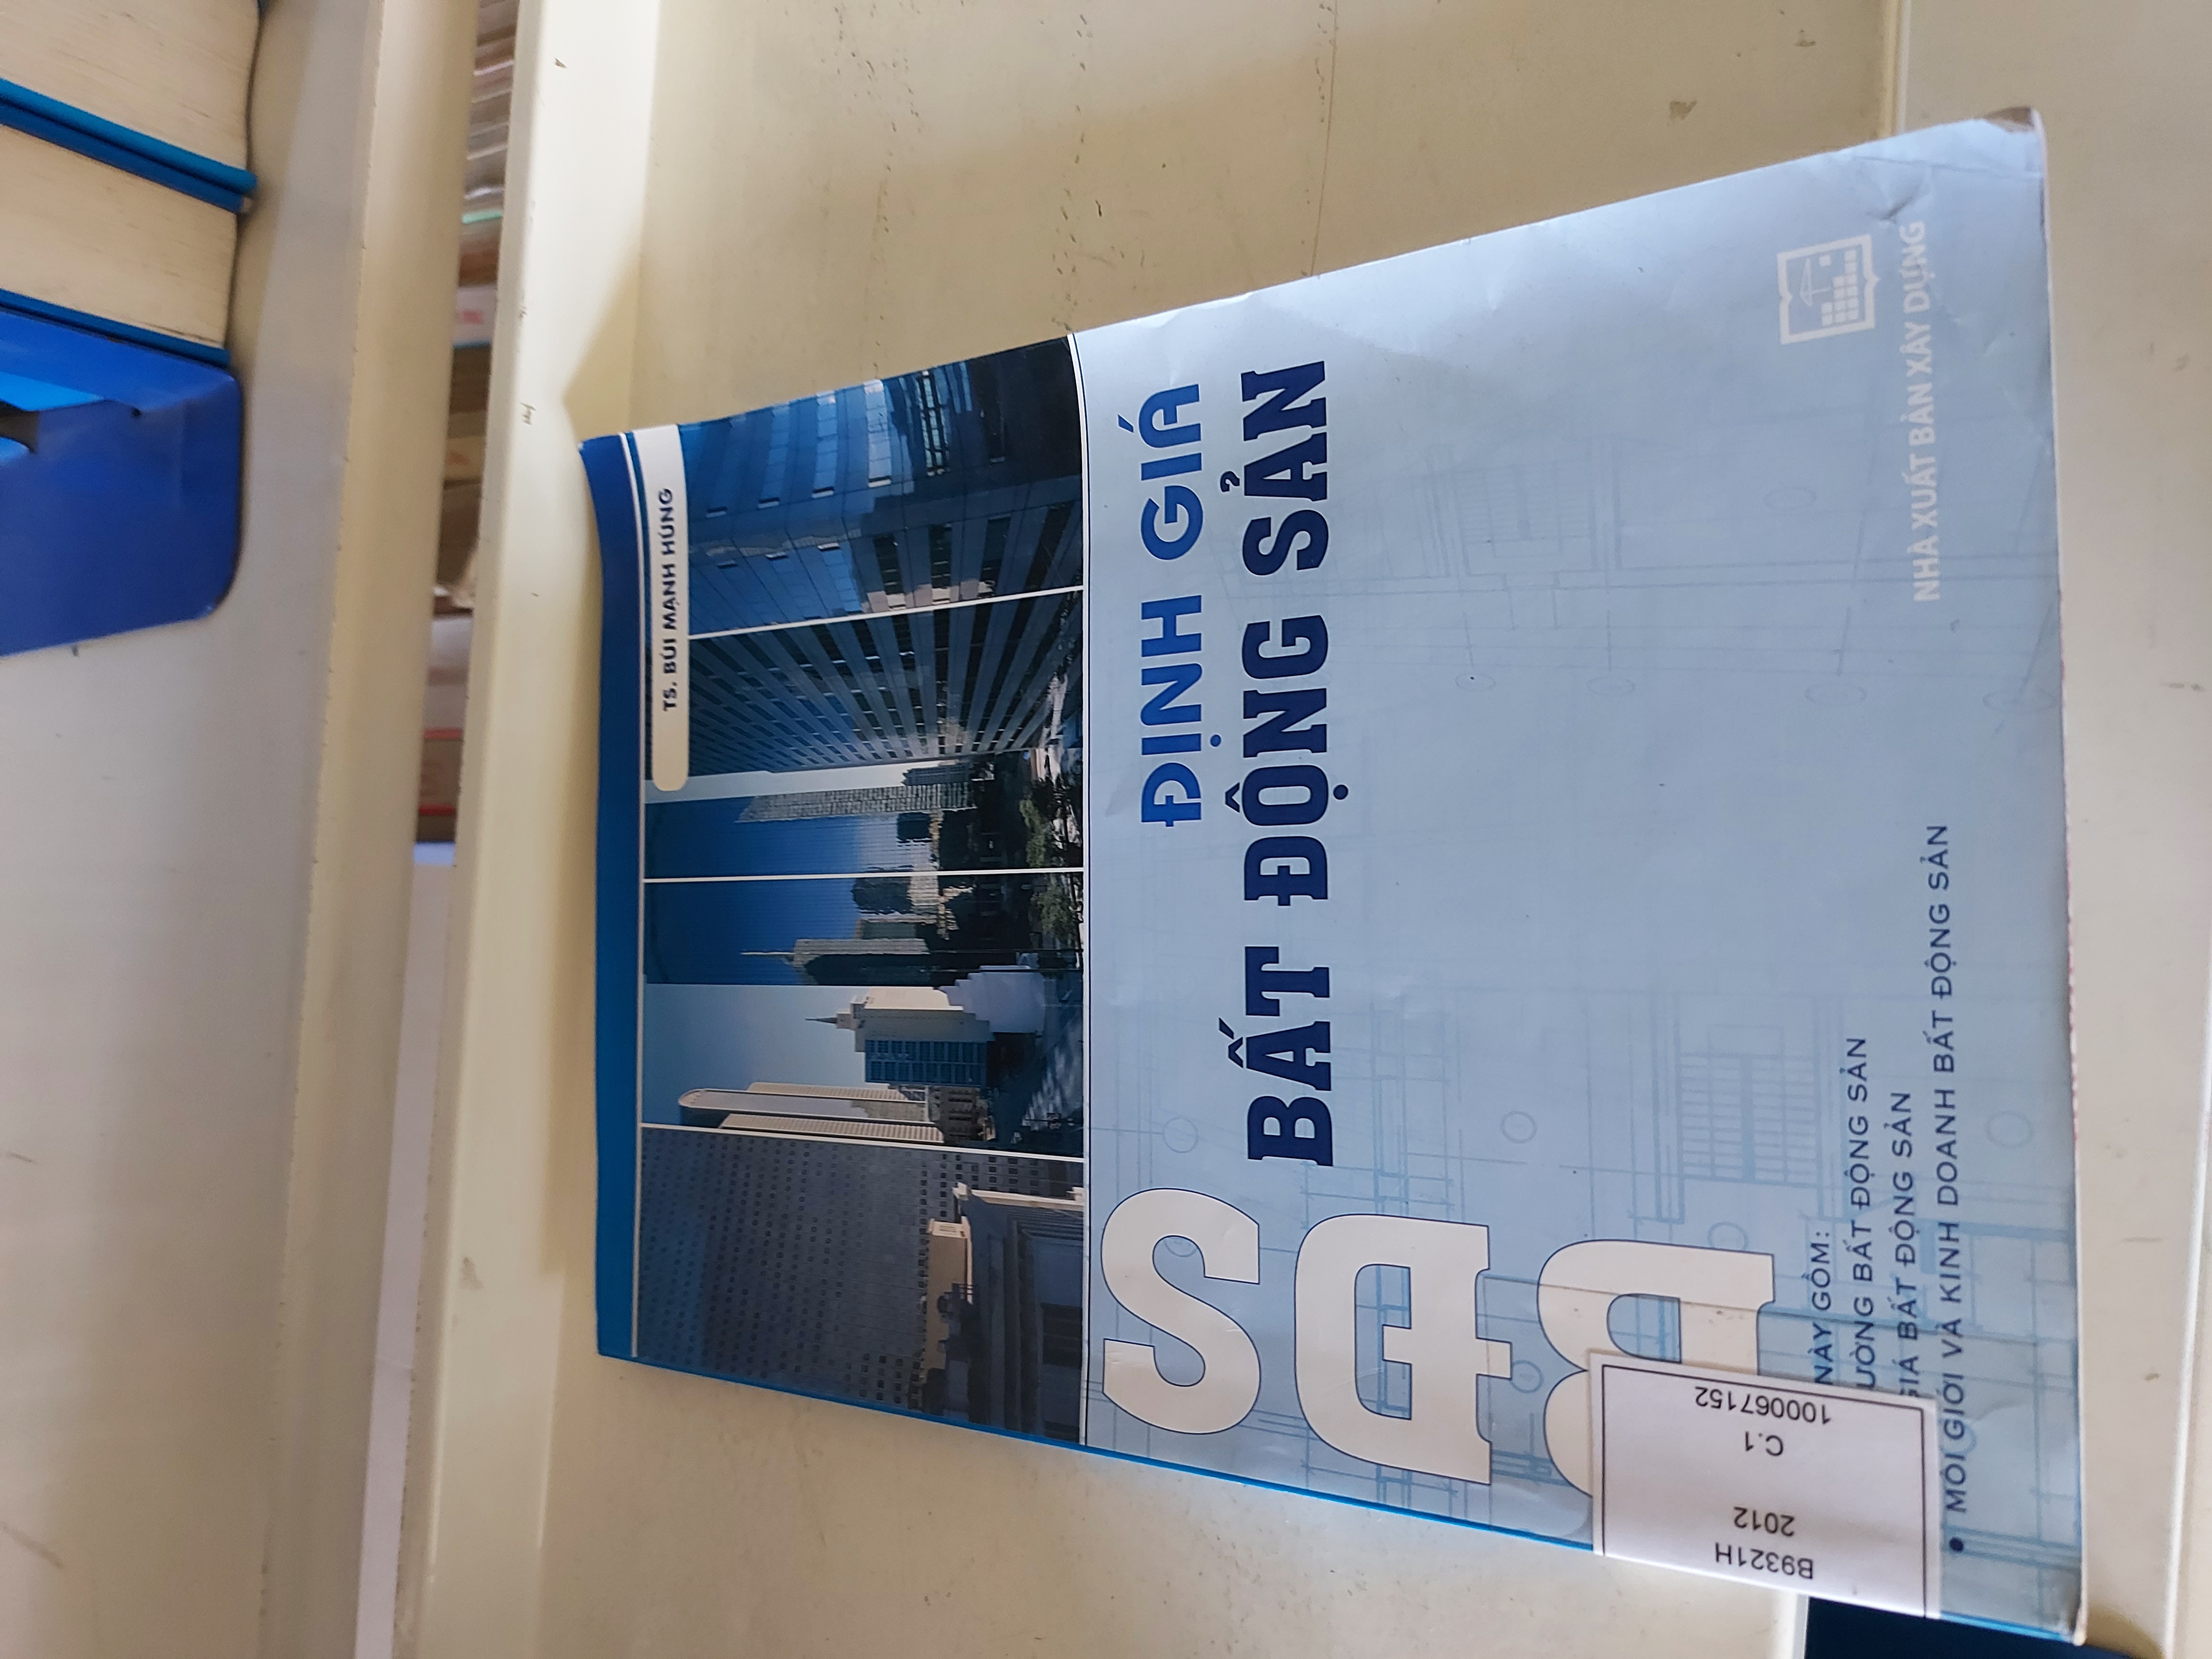 TS. BÙI MẠNH HÙNG
ĐỊNH GIÁ
BẤT ĐỘNG SẢN
BĐS
B9321H
2012
C.1
100067152
NÀY GỒM:
ƯỜNG BẤT ĐỘNG SẢN
GIÁ BẤT ĐỘNG SẢN
• MÔI GIỚI VÀ KINH DOANH BẤT ĐỘNG SẢN
NHÀ XUẤT BẢN XÂY DỰNG